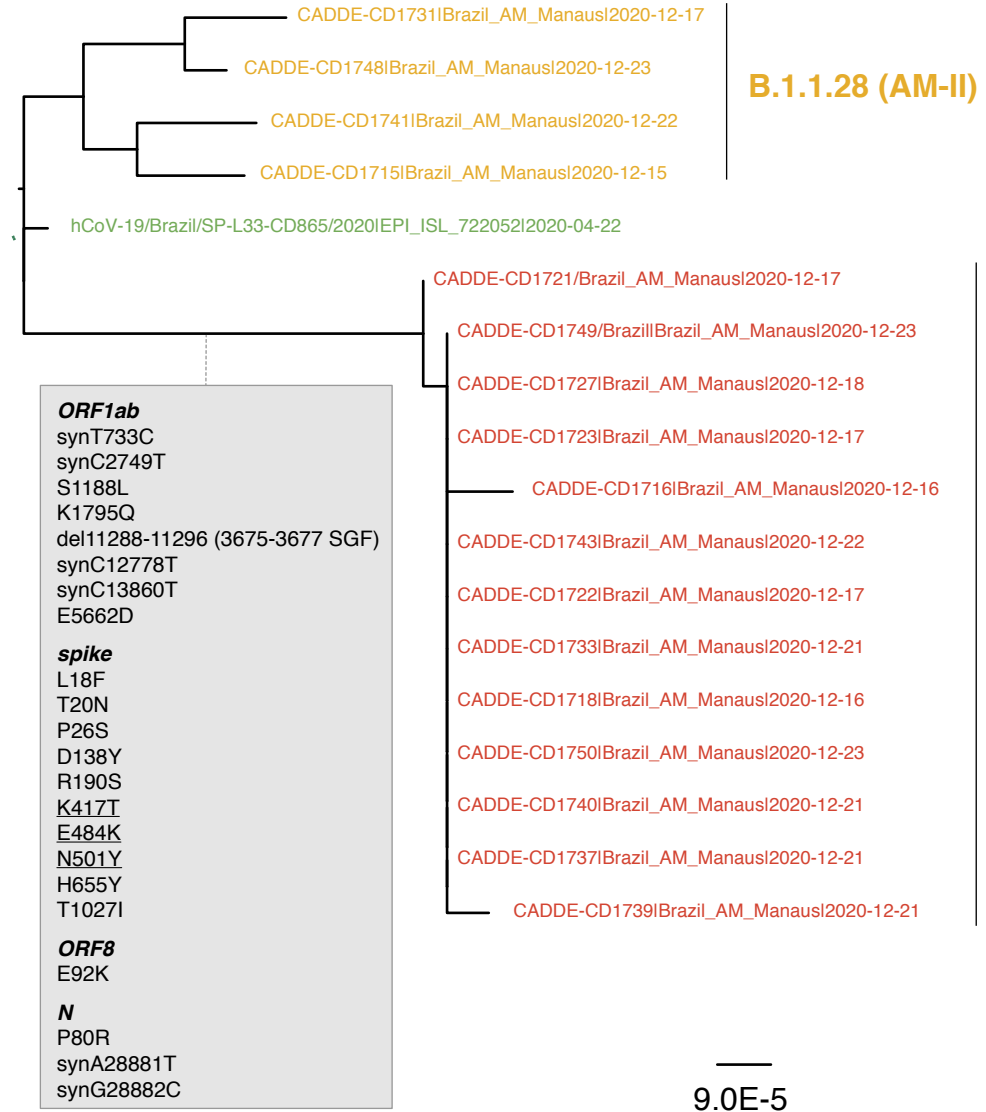 CADDE-CD1731|Brazil_AM_Manaus|2020-12-17
CADDE-CD1748|Brazil_AM_Manaus|2020-12-23
B.1.1.28 (AM-II)
CADDE-CD1741|Brazil_AM_Manaus|2020-12-22
CADDE-CD1715|Brazil_AM_Manaus|2020-12-15
hCoV-19/Brazil/SP-L33-CD865/2020|EPI_ISL_722052|2020-04-22
CADDE-CD1721/Brazil_AM_Manaus|2020-12-17
CADDE-CD1749/Brazil|Brazil_AM_Manaus|2020-12-23
CADDE-CD1727|Brazil_AM_Manaus|2020-12-18
CADDE-CD1723|Brazil_AM_Manaus|2020-12-17
CADDE-CD1716|Brazil_AM_Manaus|2020-12-16
CADDE-CD1743|Brazil_AM_Manaus|2020-12-22
CADDE-CD1722|Brazil_AM_Manaus|2020-12-17
CADDE-CD1733|Brazil_AM_Manaus|2020-12-21
CADDE-CD1718|Brazil_AM_Manaus|2020-12-16
CADDE-CD1750|Brazil_AM_Manaus|2020-12-23
CADDE-CD1740|Brazil_AM_Manaus|2020-12-21
CADDE-CD1737|Brazil_AM_Manaus|2020-12-21
CADDE-CD1739|Brazil_AM_Manaus|2020-12-21
ORF1ab
synT733C
synC2749T
S1188L
K1795Q
del11288-11296 (3675-3677 SGF)
synC12778T
synC13860T
E5662D
spike
L18F
T20N
P26S
D138Y
R190S
K417T
E484K
N501Y
H655Y
T1027I
ORF8
E92K
N
P80R
synA28881T
synG28882C
9.0E-5